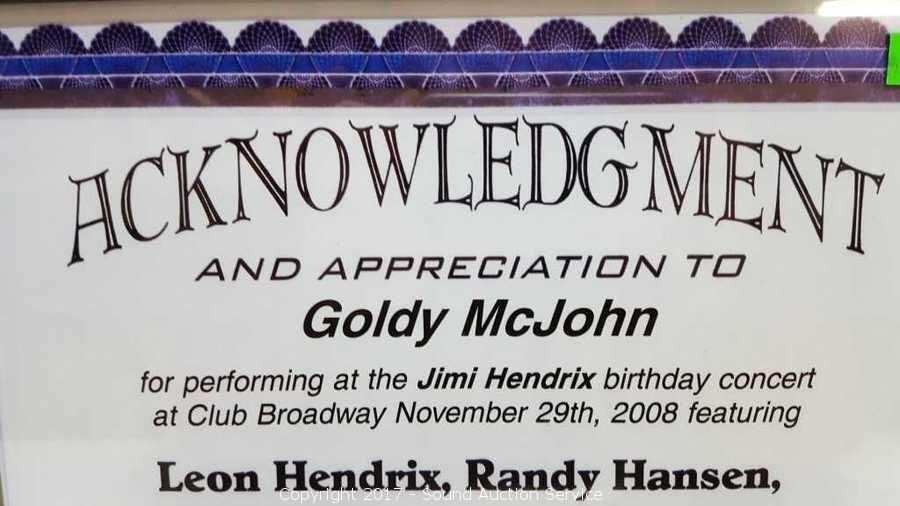 ACKNOWLEDGMENT
AND APPRECIATION TO
Goldy McJohn
for performing at the Jimi Hendrix birthday concert
at Club Broadway November 29th, 2008 featuring
Leon Hendrix, Randy Hansen,
Copyright 2017 - Sound Auction Service